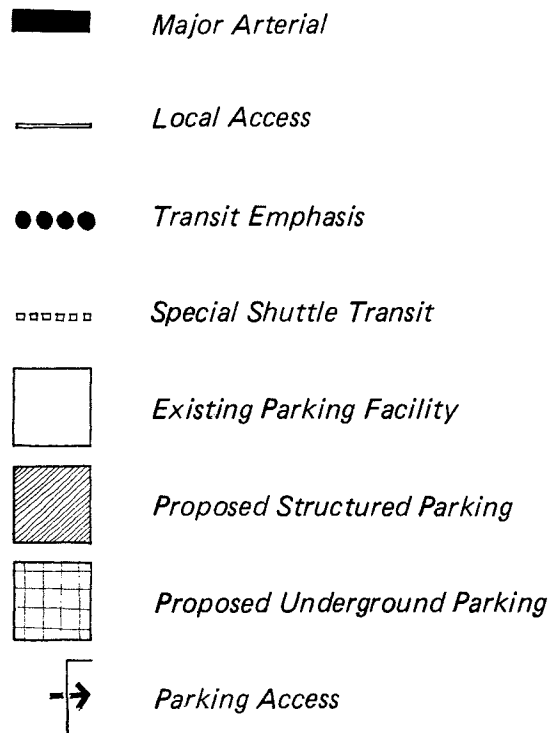 Major Arterial
Local Access
Transit Emphasis
Special Shuttle Transit
Existing Parking Facility
Proposed Structured Parking
Proposed Underground Parking
Parking Access